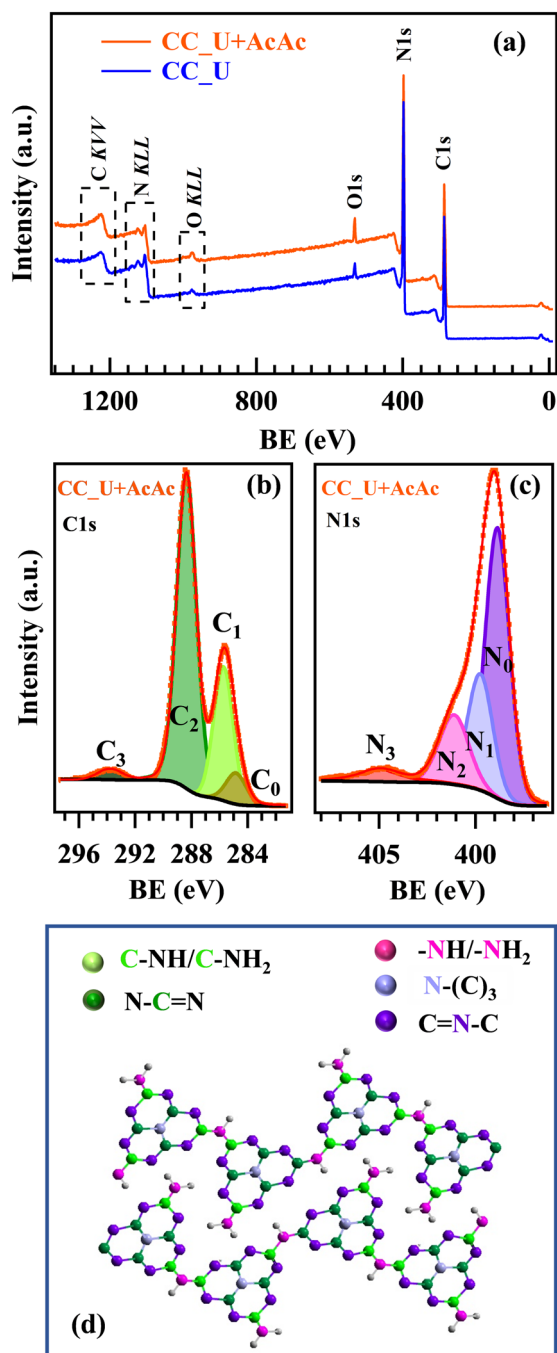 CC_U+AcAc
CC_U
(a)
N1s
C1s
O1s
C KVV
N KLL
O KLL
Intensity (a.u.)
1200 800 400 0
BE (eV)
CC_U+AcAc (b)
C1s
C₁
C₂
C₃
C₀
Intensity (a.u.)
296 292 288 284
BE (eV)
CC_U+AcAc (c)
N1s
N₀
N₁
N₂
N₃
405 400
BE (eV)
C-NH/C-NH₂
N-C=N
-NH/-NH₂
N-(C)₃
C=N-C
(d)